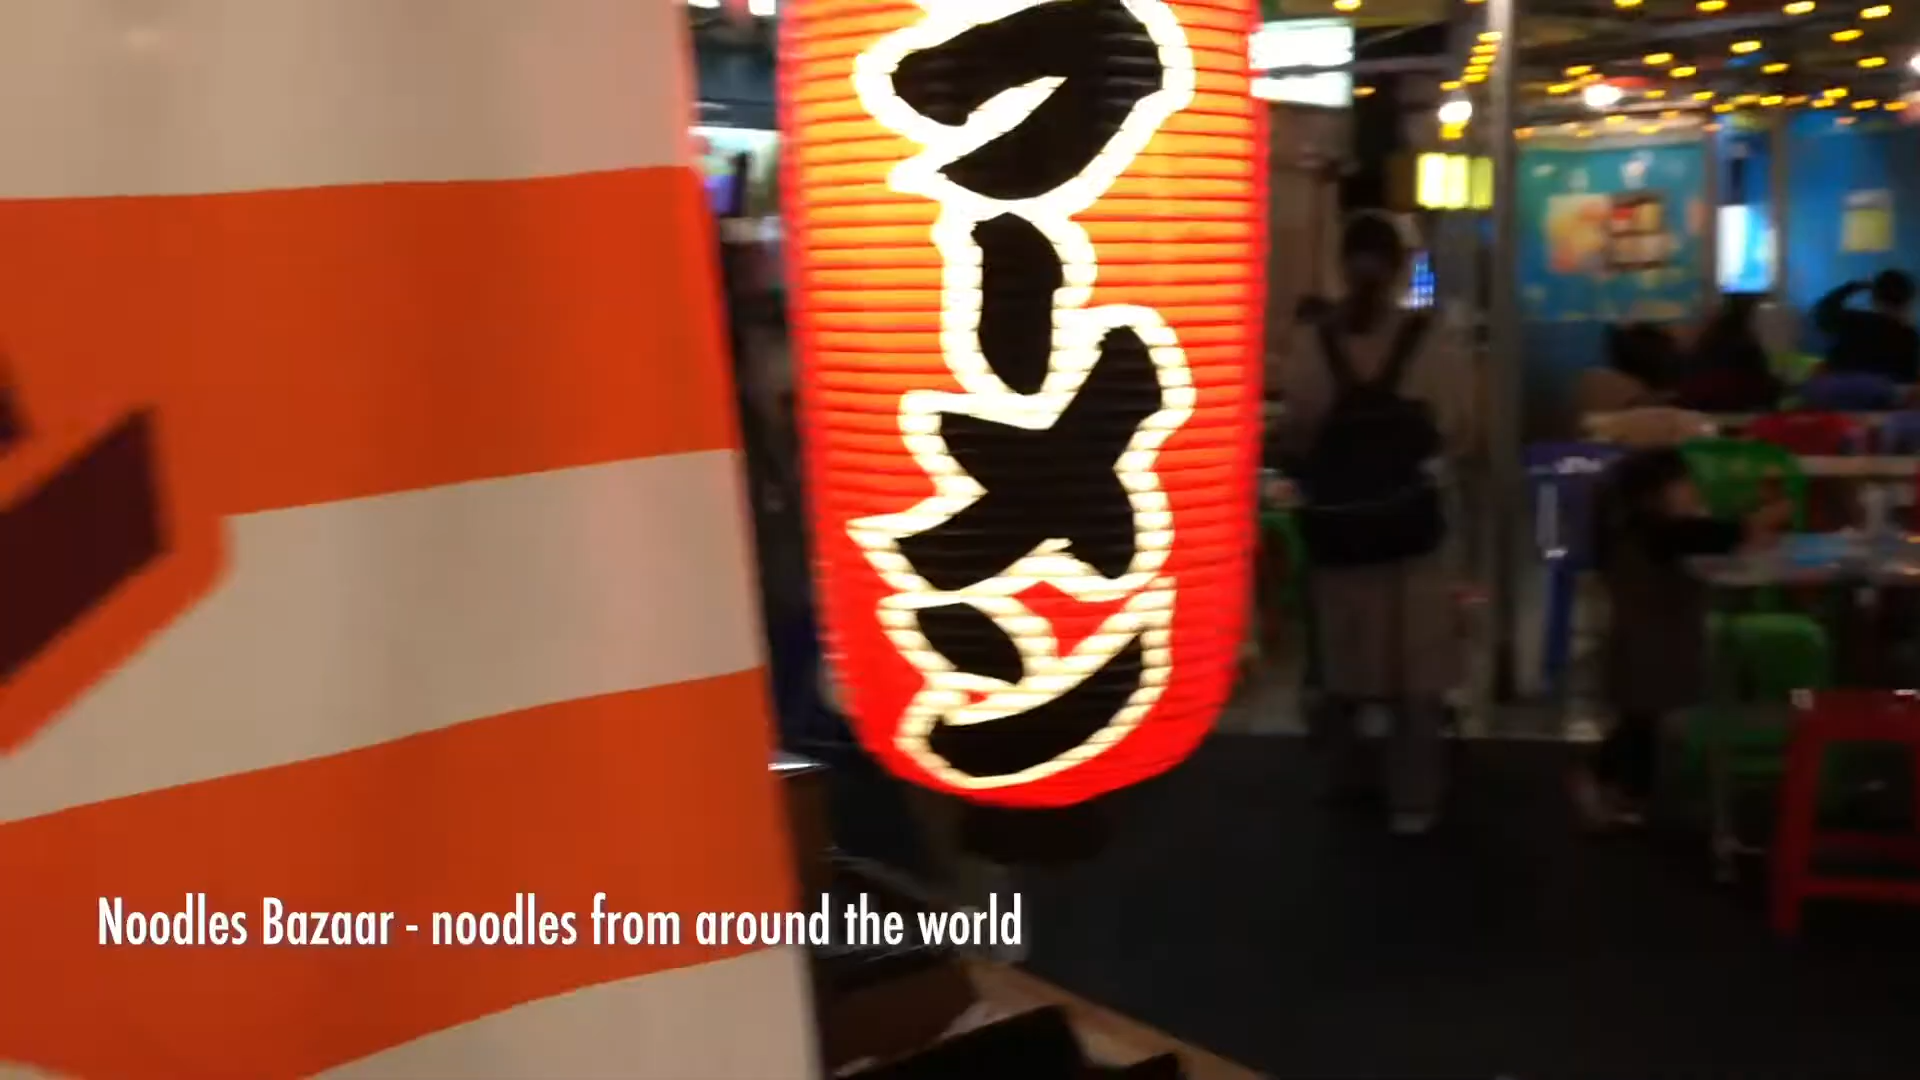 ラーメン
Noodles Bazaar - noodles from around the world